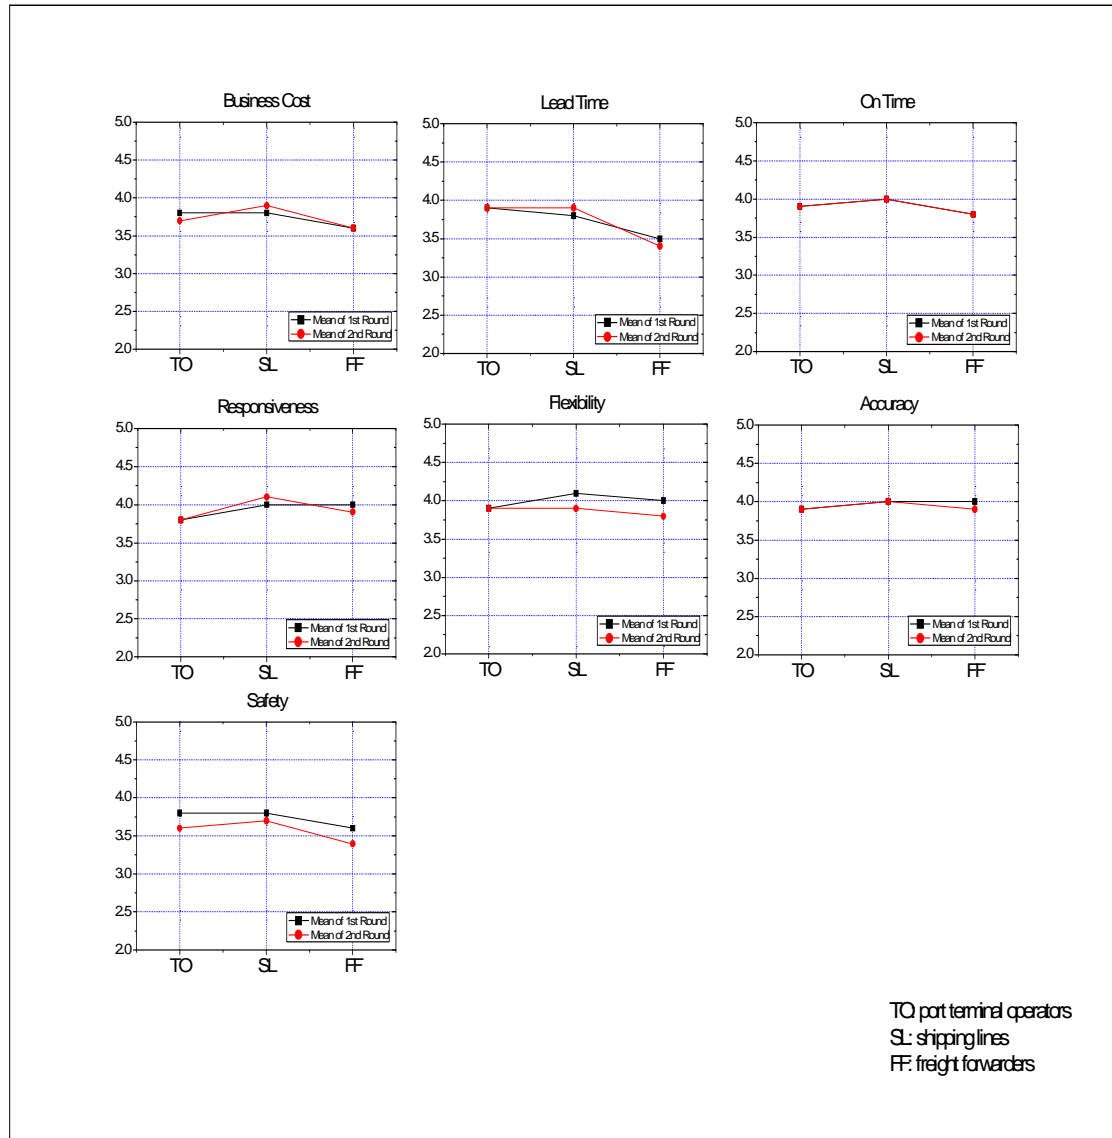 Business Cost
5.0
4.5
4.0
3.5
3.0
2.5
2.0
Mean of 1st Round
Mean of 2nd Round
TO SL FF
Lead Time
5.0
4.5
4.0
3.5
3.0
2.5
2.0
Mean of 1st Round
Mean of 2nd Round
TO SL FF
On Time
5.0
4.5
4.0
3.5
3.0
2.5
2.0
Mean of 1st Round
Mean of 2nd Round
TO SL FF
Responsiveness
5.0
4.5
4.0
3.5
3.0
2.5
2.0
Mean of 1st Round
Mean of 2nd Round
TO SL FF
Flexibility
5.0
4.5
4.0
3.5
3.0
2.5
2.0
Mean of 1st Round
Mean of 2nd Round
TO SL FF
Accuracy
5.0
4.5
4.0
3.5
3.0
2.5
2.0
Mean of 1st Round
Mean of 2nd Round
TO SL FF
Safety
5.0
4.5
4.0
3.5
3.0
2.5
2.0
Mean of 1st Round
Mean of 2nd Round
TO SL FF
TO: port terminal operators
SL: shipping lines
FF: freight forwarders